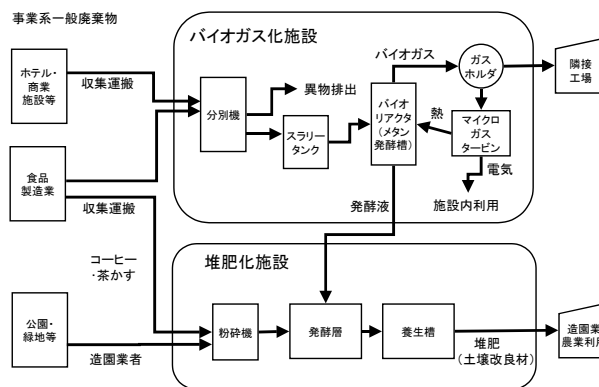 事業系一般廃棄物
バイオガス化施設
ホテル・
商業
施設等
収集運搬
分別機
異物排出
スラリー
タンク
バイオガス
バイオ
リアクタ
(メタン
発酵槽)
ガス
ホルダ
隣接
工場
熱
マイクロ
ガス
タービン
電気
施設内利用
食品
製造業
収集運搬
発酵液
コーヒー
・茶かす
堆肥化施設
公園・
緑地等
造園業者
粉砕機
発酵層
養生槽
堆肥
(土壌改良材)
造園業
農業利用